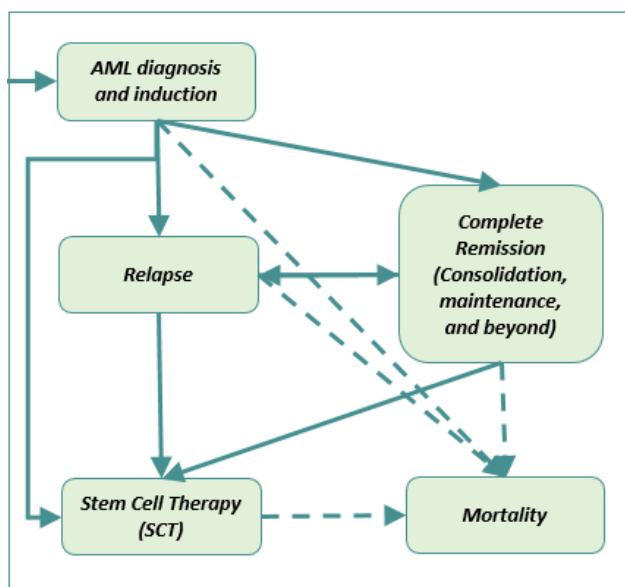 AML diagnosis
and induction
Relapse
Complete
Remission
(Consolidation,
maintenance,
and beyond)
Stem Cell Therapy
(SCT)
Mortality